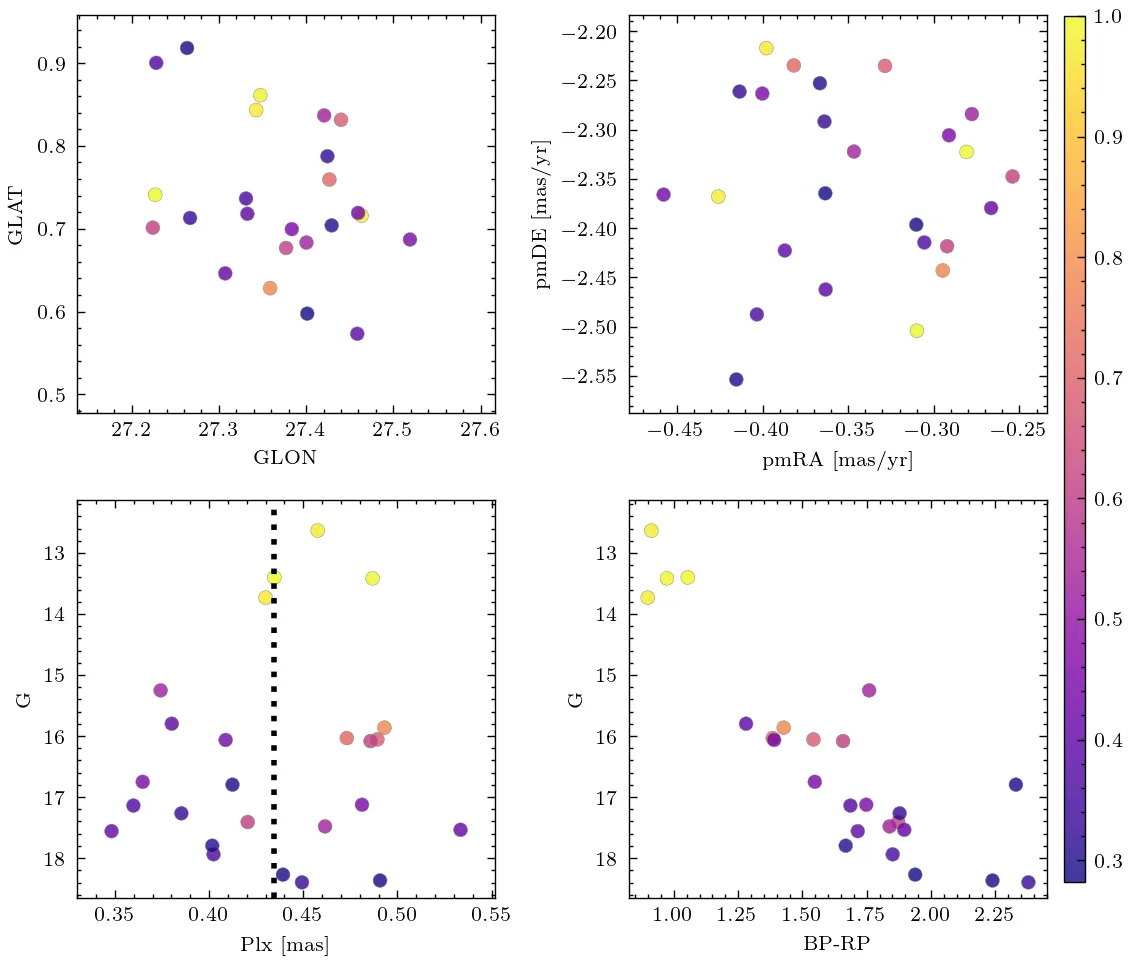 0.9
0.8
0.7
0.6
0.5
GLAT
27.2 27.3 27.4 27.5 27.6
GLON
−2.20
−2.25
−2.30
−2.35
−2.40
−2.45
−2.50
−2.55
pmDE [mas/yr]
−0.45 −0.40 −0.35 −0.30 −0.25
pmRA [mas/yr]
13
14
15
16
17
18
G
0.35 0.40 0.45 0.50 0.55
Plx [mas]
13
14
15
16
17
18
G
1.00 1.25 1.50 1.75 2.00 2.25
BP-RP
1.0
0.9
0.8
0.7
0.6
0.5
0.4
0.3